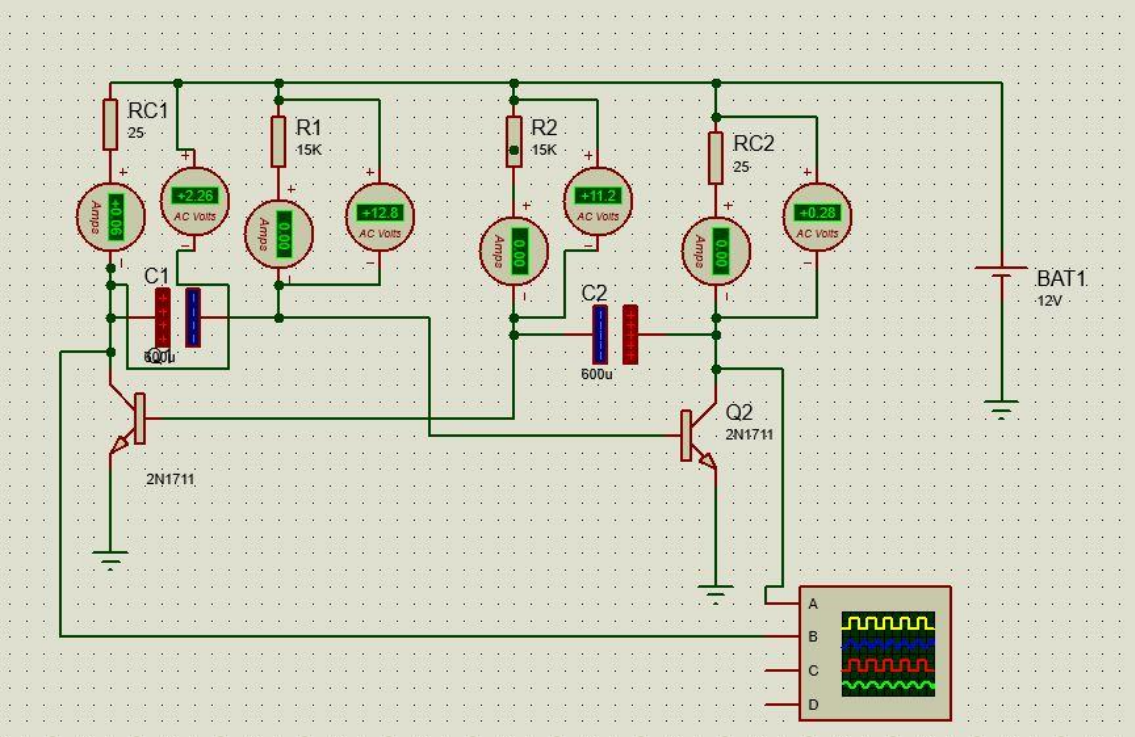 RC1
25
+
Amps
+0.06
+
+2.26
AC Volts
R1
15K
+
Amps
0.00
+
+12.8
AC Volts
R2
15K
+
Amps
0.00
+
+11.2
AC Volts
RC2
25
+
Amps
0.00
+
+0.28
AC Volts
BAT1
12V
C1
600u
Q1
2N1711
C2
600u
Q2
2N1711
A
B
C
D